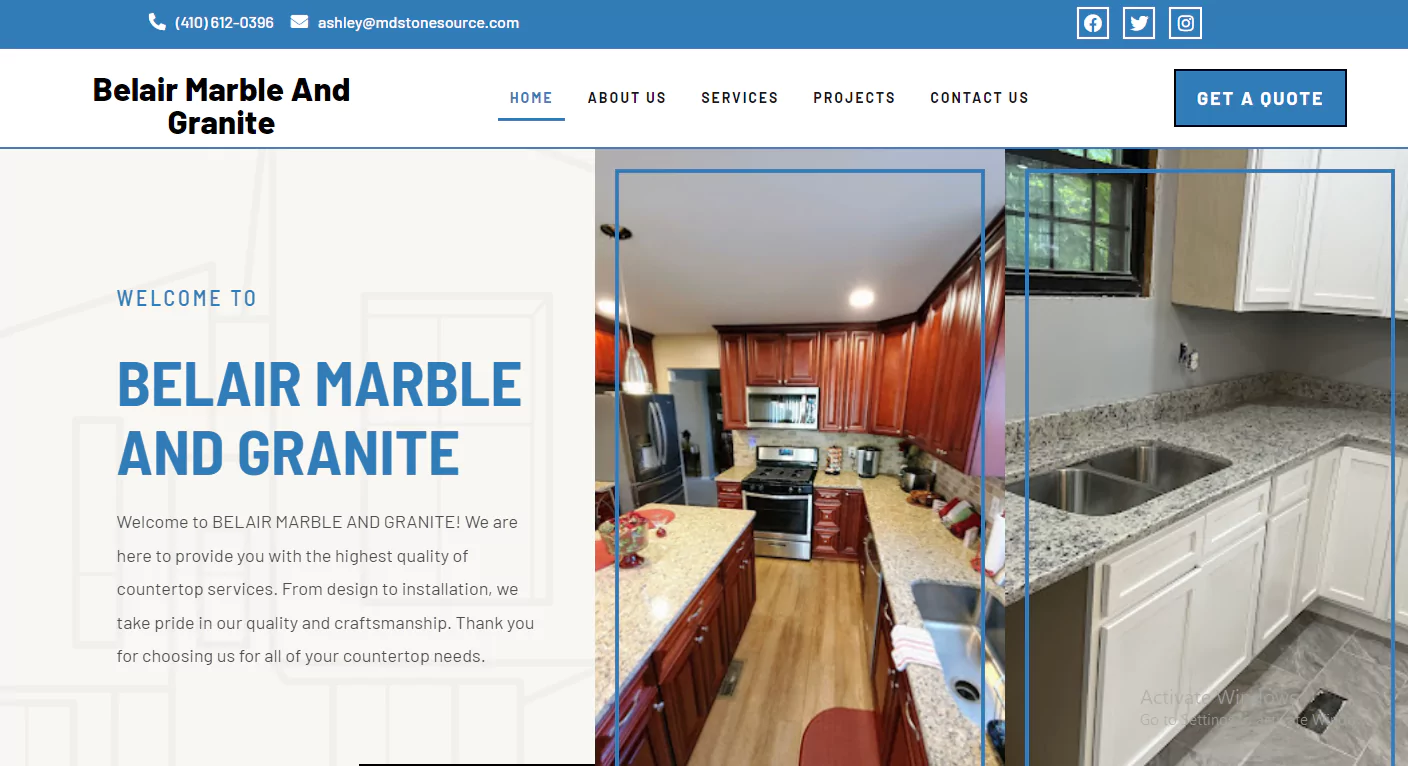 (410) 612-0396 ashley@mdstonesource.com
Belair Marble And
Granite
HOME ABOUT US SERVICES PROJECTS CONTACT US
GET A QUOTE
WELCOME TO
BELAIR MARBLE
AND GRANITE
Welcome to BELAIR MARBLE AND GRANITE! We are
here to provide you with the highest quality of
countertop services. From design to installation, we
take pride in our quality and craftsmanship. Thank you
for choosing us for all of your countertop needs.
Activate Windows
Go to Settings to activate Windows